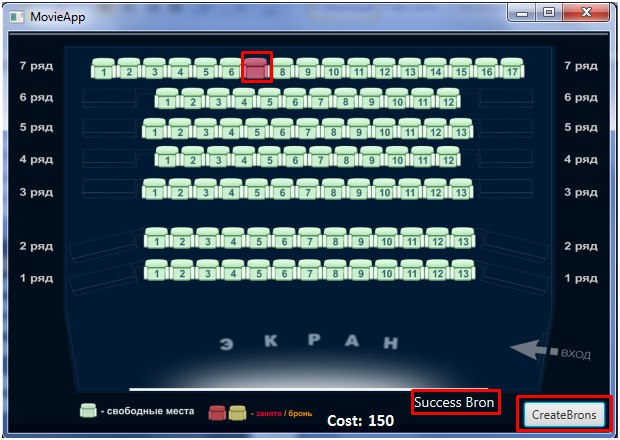 MovieApp
7 ряд 1 2 3 4 5 6 8 9 10 11 12 13 14 15 16 17 7 ряд
6 ряд 1 2 3 4 5 6 7 8 9 10 11 12 6 ряд
5 ряд 1 2 3 4 5 6 7 8 9 10 11 12 13 5 ряд
4 ряд 1 2 3 4 5 6 7 8 9 10 11 12 4 ряд
3 ряд 1 2 3 4 5 6 7 8 9 10 11 12 13 3 ряд
2 ряд 1 2 3 4 5 6 7 8 9 10 11 12 13 2 ряд
1 ряд 1 2 3 4 5 6 7 8 9 10 11 12 13 1 ряд
ЭКРАН
ВХОД
- свободные места - занято / бронь
Success Bron
Cost: 150
CreateBrons